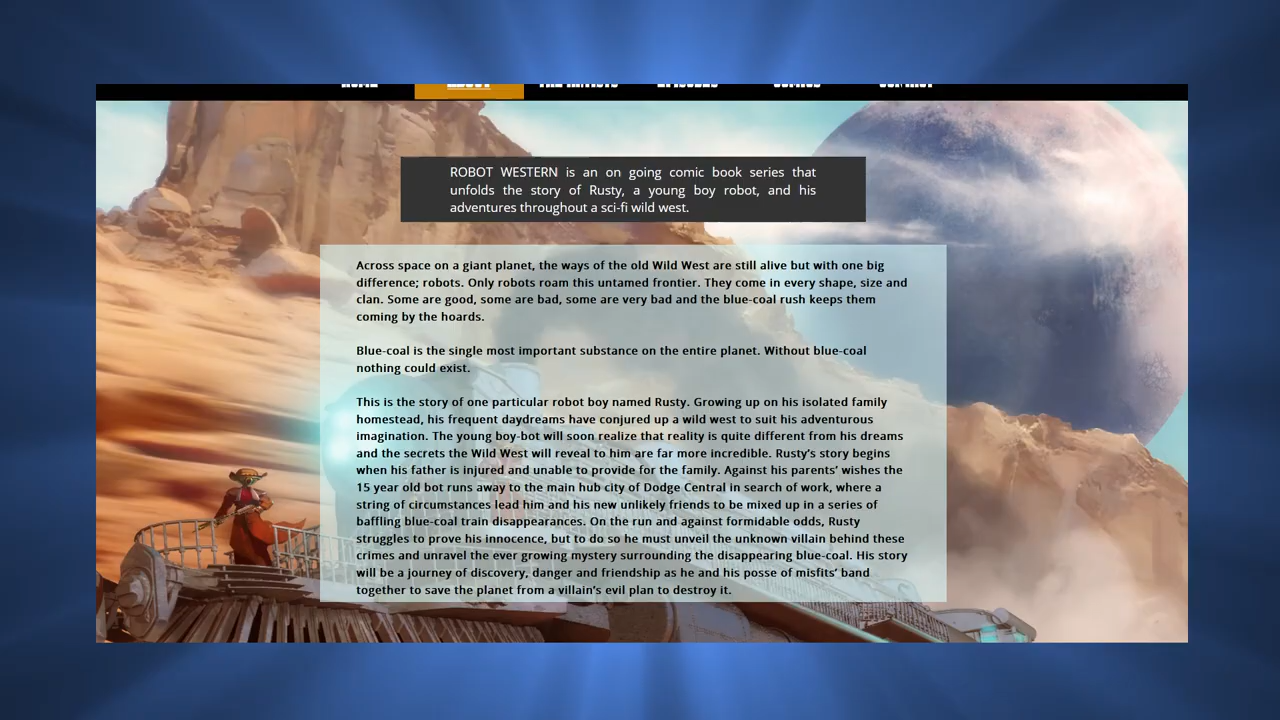 HOME ABOUT THE ARTISTS EPISODES COMICS CONTACT
ROBOT WESTERN is an on going comic book series that
unfolds the story of Rusty, a young boy robot, and his
adventures throughout a sci-fi wild west.
Across space on a giant planet, the ways of the old Wild West are still alive but with one big
difference; robots. Only robots roam this untamed frontier. They come in every shape, size and
clan. Some are good, some are bad, some are very bad and the blue-coal rush keeps them
coming by the hoards.
Blue-coal is the single most important substance on the entire planet. Without blue-coal
nothing could exist.
This is the story of one particular robot boy named Rusty. Growing up on his isolated family
homestead, his frequent daydreams have conjured up a wild west to suit his adventurous
imagination. The young boy-bot will soon realize that reality is quite different from his dreams
and the secrets the Wild West will reveal to him are far more incredible. Rusty’s story begins
when his father is injured and unable to provide for the family. Against his parents’ wishes the
15 year old bot runs away to the main hub city of Dodge Central in search of work, where a
string of circumstances lead him and his new unlikely friends to be mixed up in a series of
baffling blue-coal train disappearances. On the run and against formidable odds, Rusty
struggles to prove his innocence, but to do so he must unveil the unknown villain behind these
crimes and unravel the ever growing mystery surrounding the disappearing blue-coal. His story
will be a journey of discovery, danger and friendship as he and his posse of misfits’ band
together to save the planet from a villain’s evil plan to destroy it.